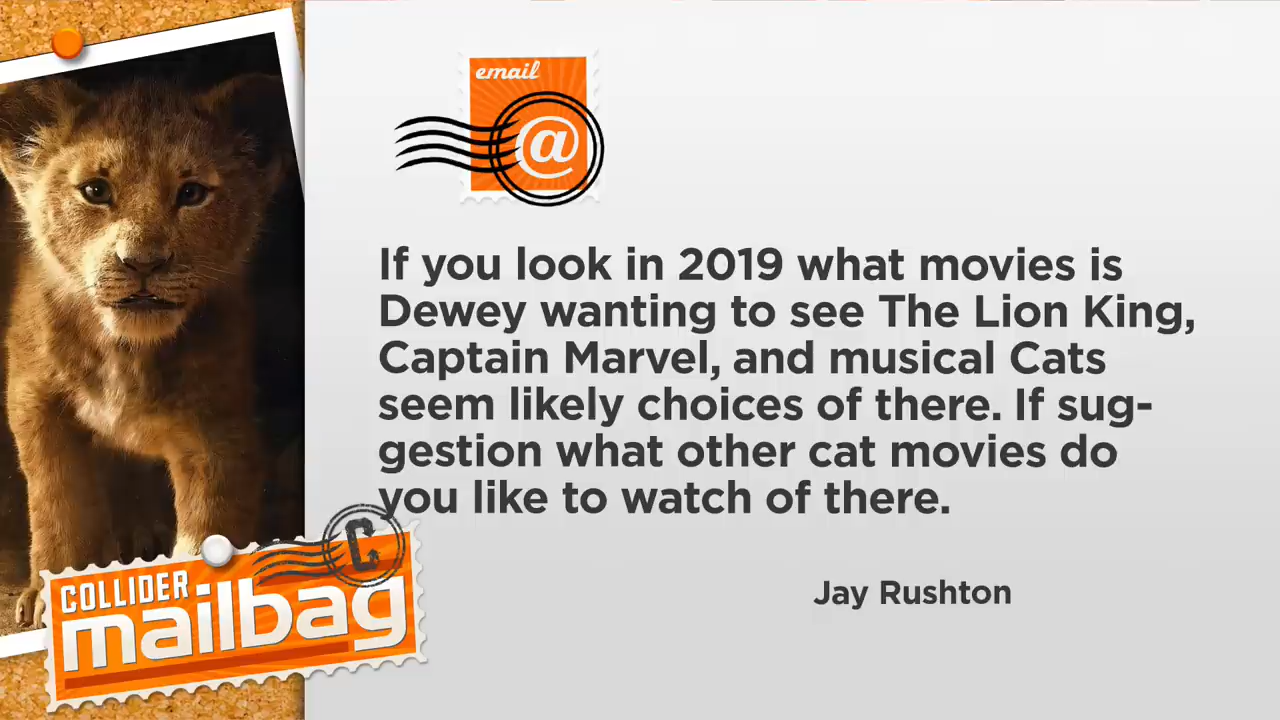 email
@
If you look in 2019 what movies is
Dewey wanting to see The Lion King,
Captain Marvel, and musical Cats
seem likely choices of there. If sug-
gestion what other cat movies do
you like to watch of there.
C
COLLIDER
mailbag
Jay Rushton